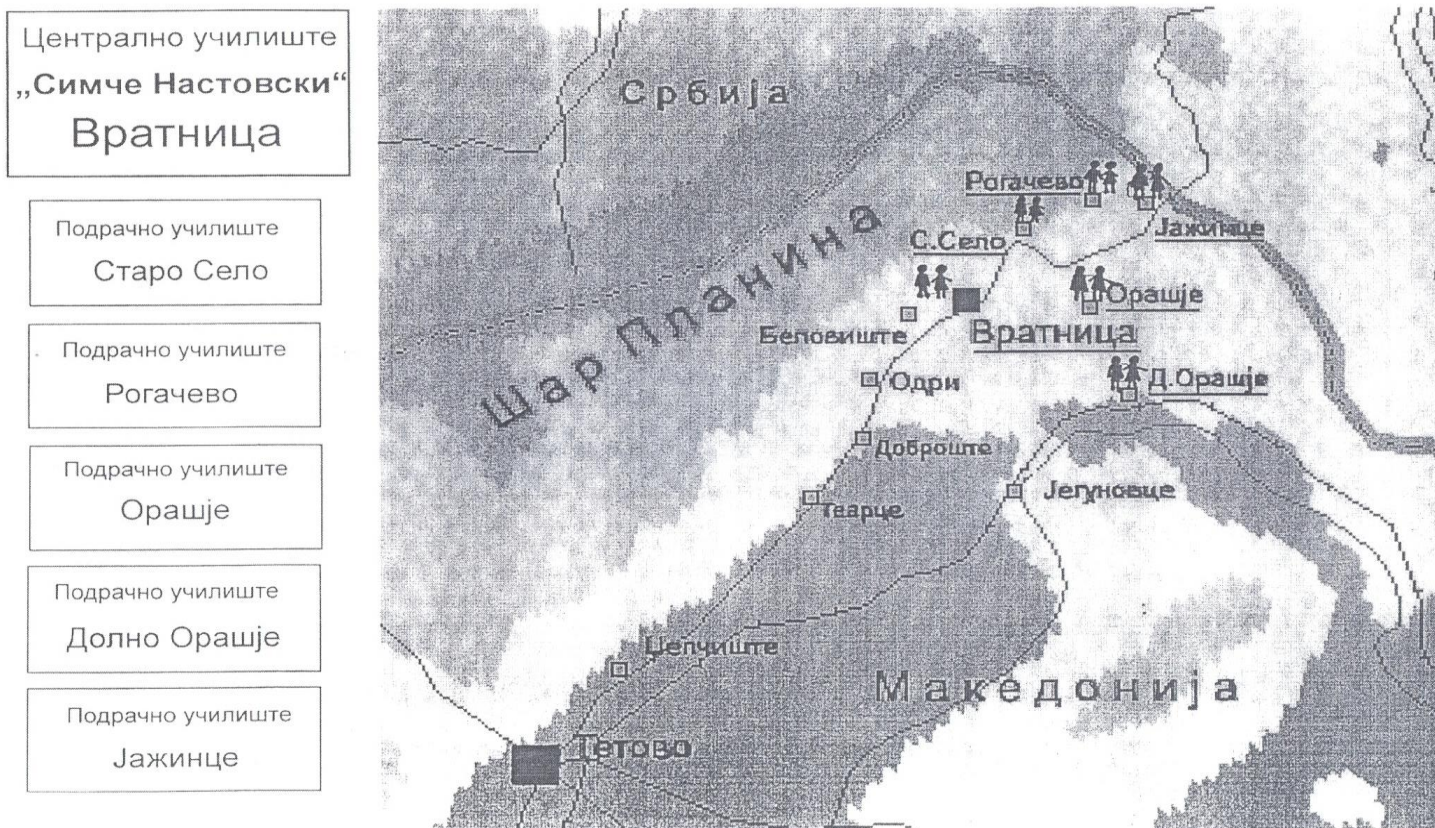 Централно училиште
„Симче Настовски“
Вратница
Подрачно училиште
Старо Село
Подрачно училиште
Рогачево
Подрачно училиште
Орашје
Подрачно училиште
Долно Орашје
Подрачно училиште
Јажинце
Србија
Шар Планина
Рогачево
Јажинце
С.Село
Орашје
Беловиште
Вратница
Одри
Д.Орашје
Доброште
Јегуновце
Теарце
Цепчиште
Македонија
Тетово